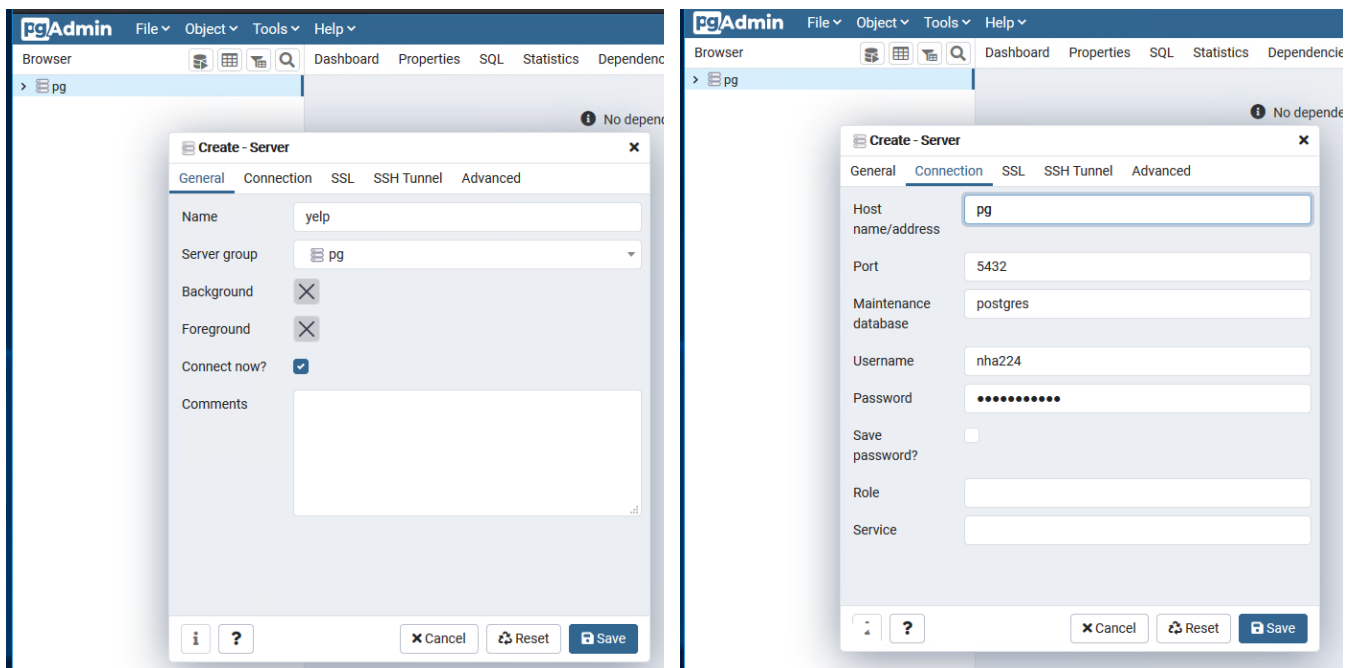 pgAdmin File Object Tools Help
Browser Dashboard Properties SQL Statistics Dependenc
pg
No depend
Create - Server
General Connection SSL SSH Tunnel Advanced
Name yelp
Server group pg
Background
Foreground
Connect now?
Comments
i ? Cancel Reset Save
pgAdmin File Object Tools Help
Browser Dashboard Properties SQL Statistics Dependencie
pg
No depende
Create - Server
General Connection SSL SSH Tunnel Advanced
Host pg
name/address
Port 5432
Maintenance postgres
database
Username nha224
Password •••••••••••
Save
password?
Role
Service
? Cancel Reset Save